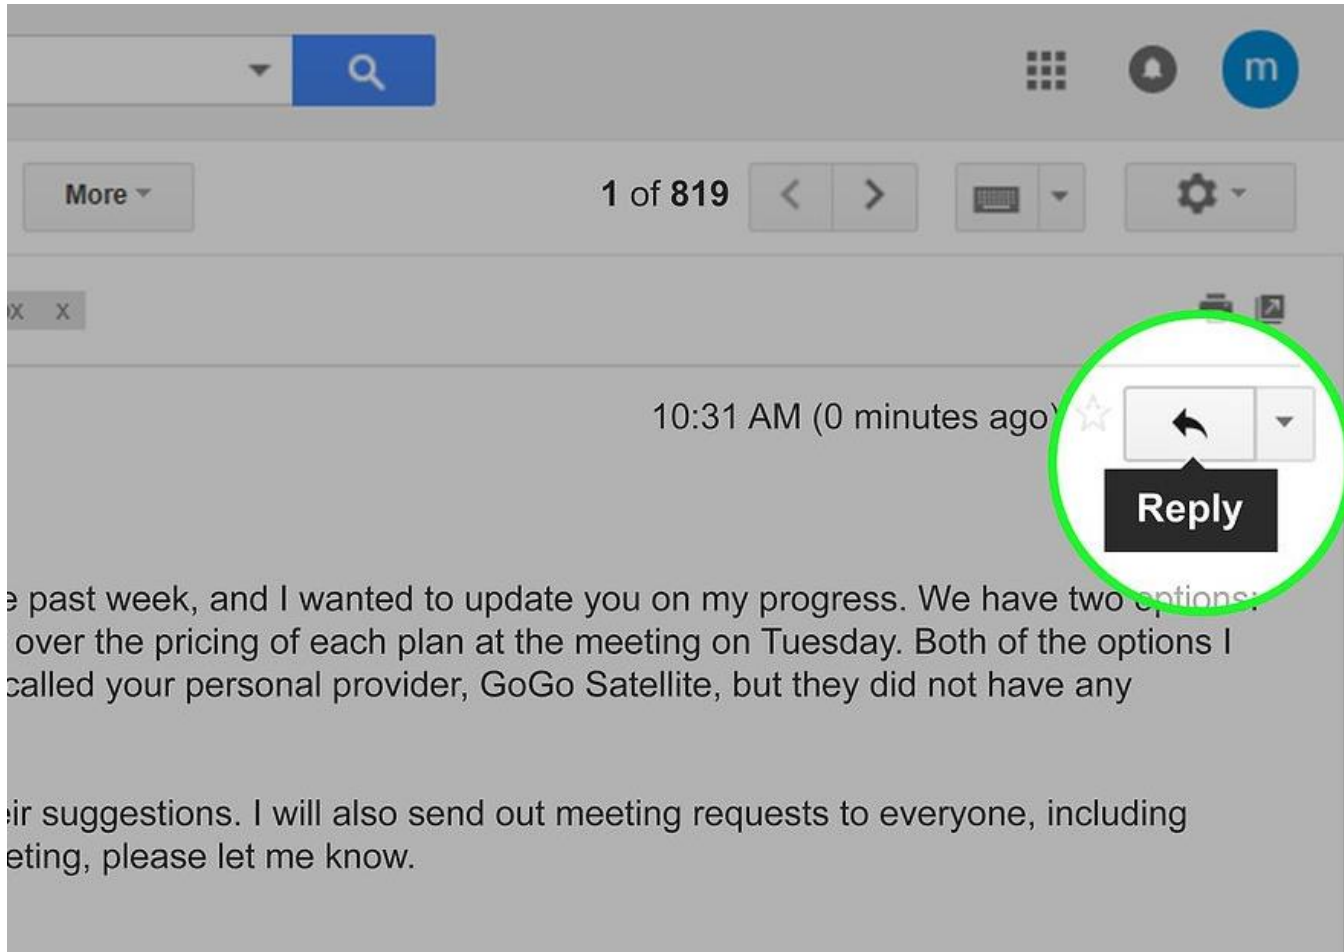 m
More
1 of 819
x
10:31 AM (0 minutes ago)
Reply
past week, and I wanted to update you on my progress. We have two options:
over the pricing of each plan at the meeting on Tuesday. Both of the options I
called your personal provider, GoGo Satellite, but they did not have any
suggestions. I will also send out meeting requests to everyone, including
please let me know.